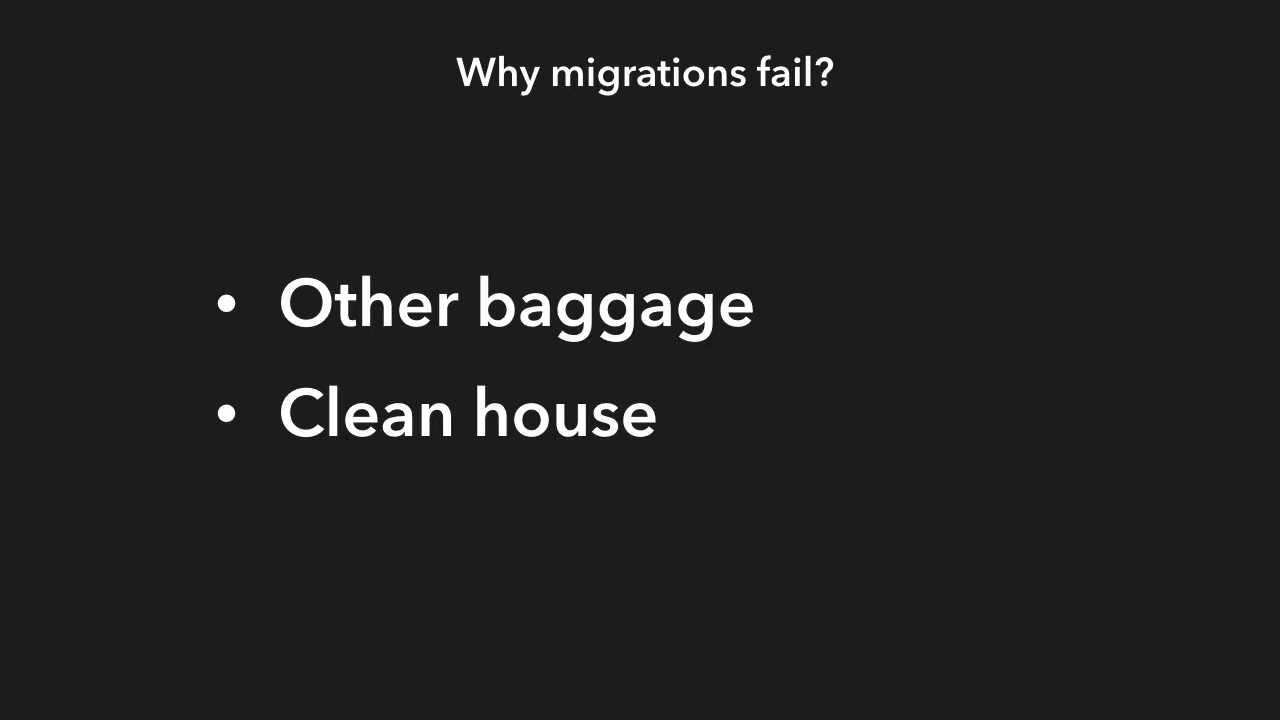 Why migrations fail?
• Other baggage
• Clean house